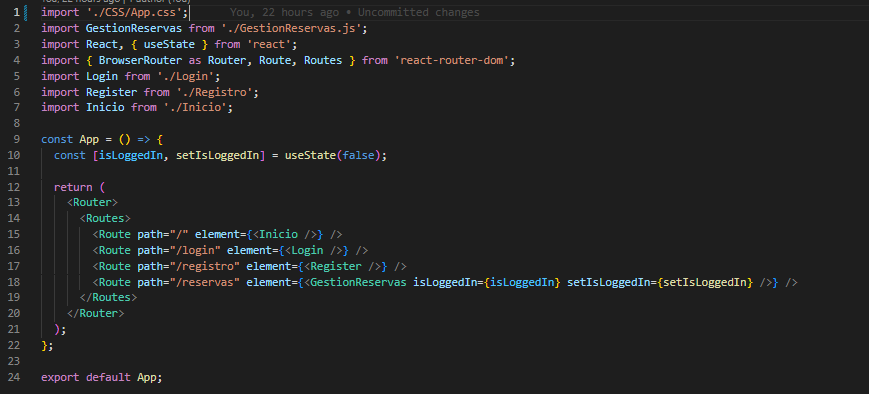 You, 22 hours ago | 1 author (You)
1 import './CSS/App.css'; You, 22 hours ago • Uncommitted changes
2 import GestionReservas from './GestionReservas.js';
3 import React, { useState } from 'react';
4 import { BrowserRouter as Router, Route, Routes } from 'react-router-dom';
5 import Login from './Login';
6 import Register from './Registro';
7 import Inicio from './Inicio';
8
9 const App = () => {
10 const [isLoggedIn, setIsLoggedIn] = useState(false);
11
12 return (
13 <Router>
14 <Routes>
15 <Route path="/" element={<Inicio />} />
16 <Route path="/login" element={<Login />} />
17 <Route path="/registro" element={<Register />} />
18 <Route path="/reservas" element={<GestionReservas isLoggedIn={isLoggedIn} setIsLoggedIn={setIsLoggedIn} />} />
19 </Routes>
20 </Router>
21 );
22 };
23
24 export default App;